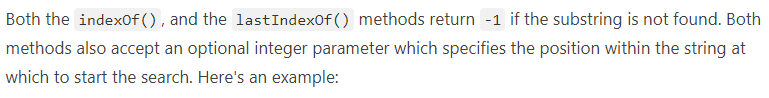 Both the indexOf(), and the lastIndexOf() methods return -1 if the substring is not found. Both
methods also accept an optional integer parameter which specifies the position within the string at
which to start the search. Here's an example: